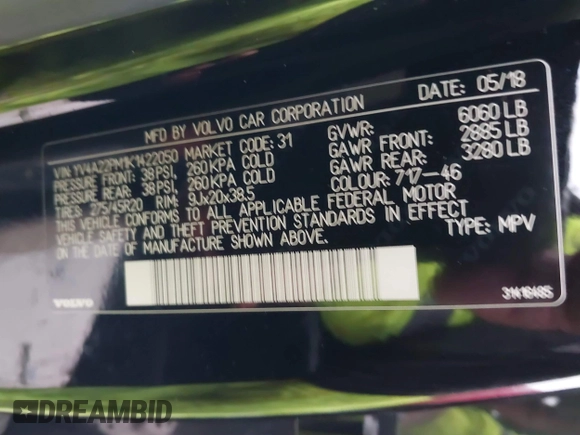 MFD BY VOLVO CAR CORPORATION DATE: 05/18
VIN: YV4A22PM1K1422050 MARKET CODE: 31 GVWR: 6060 LB
PRESSURE FRONT: 38 PSI, 260 KPA COLD GAWR FRONT: 2885 LB
PRESSURE REAR: 38 PSI, 260 KPA COLD GAWR REAR: 3280 LB
TIRES: 255/45R20 RIM: 9Jx20x38.5 COLOUR: 717-46
THIS VEHICLE CONFORMS TO ALL APPLICABLE FEDERAL MOTOR
VEHICLE SAFETY AND THEFT PREVENTION STANDARDS IN EFFECT
ON THE DATE OF MANUFACTURE SHOWN ABOVE. TYPE: MPV
VOLVO 31416485
DREAMBID